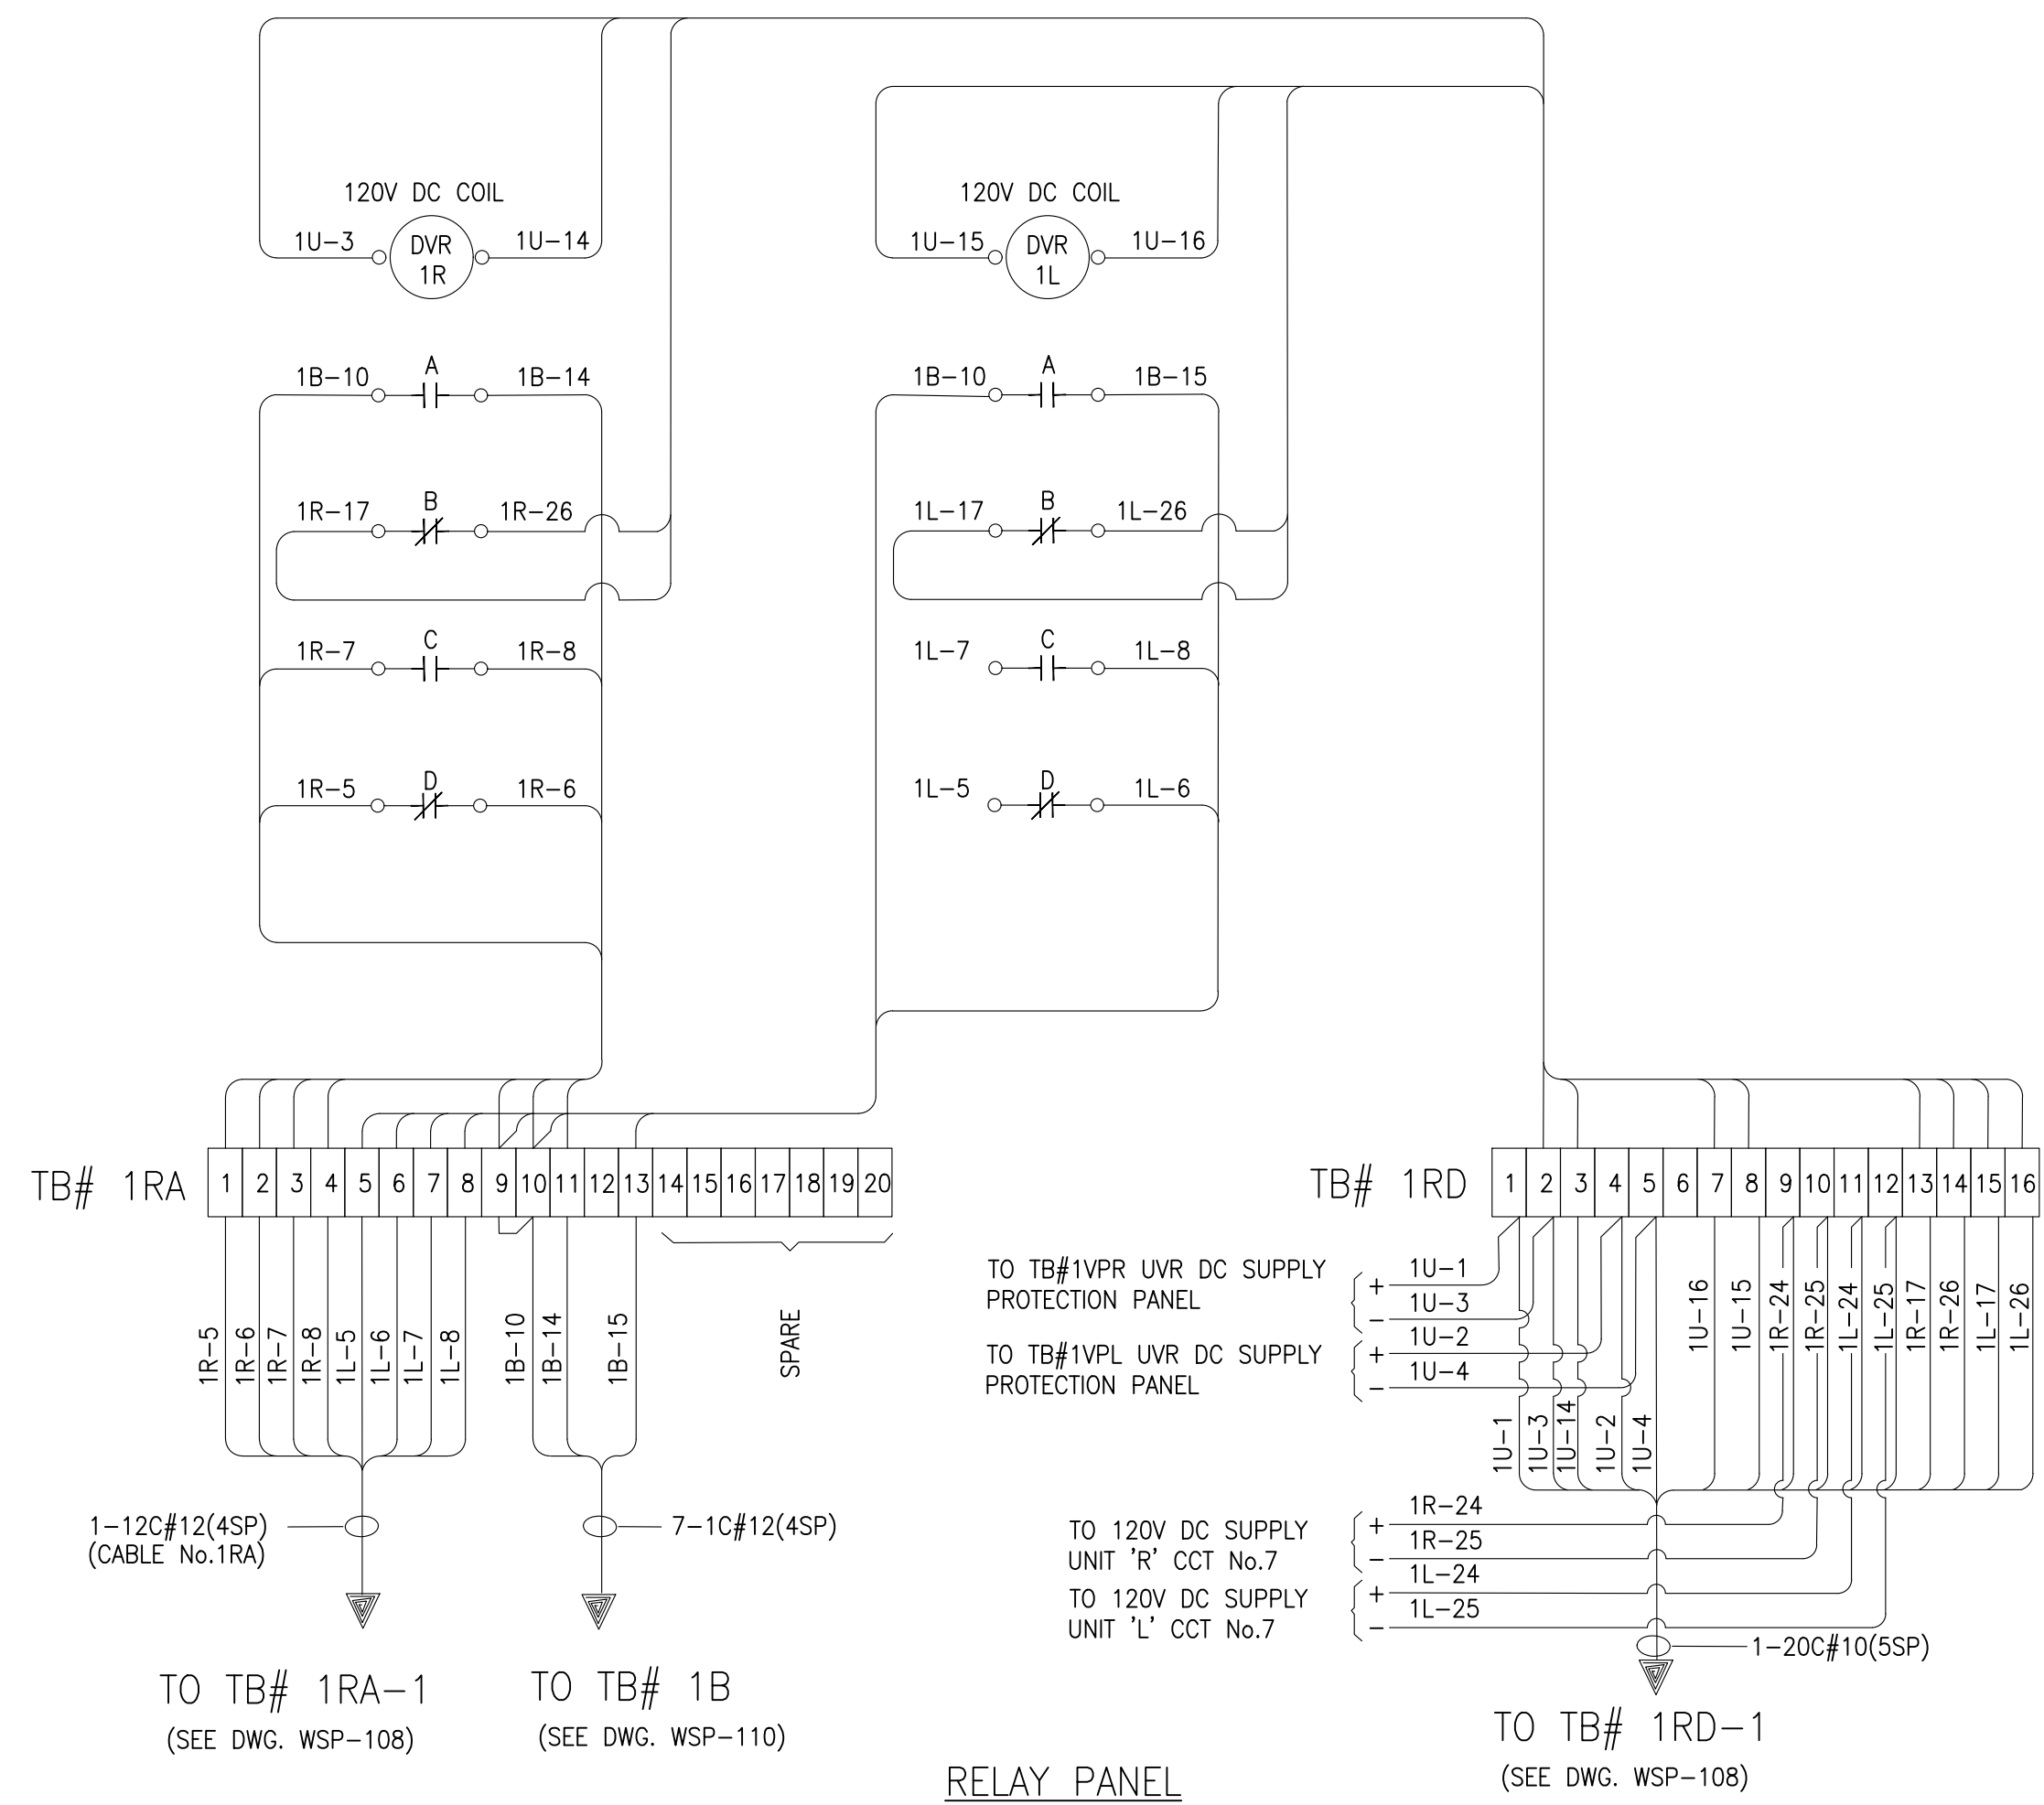 120V DC COIL
1U-3
DVR
1R
1U-14
120V DC COIL
1U-15
DVR
1L
1U-16
1B-10
A
1B-14
1B-10
A
1B-15
1R-17
B
1R-26
1L-17
B
1L-26
1R-7
C
1R-8
1L-7
C
1L-8
1R-5
D
1R-6
1L-5
D
1L-6
TB# 1RA
1 2 3 4 5 6 7 8 9 10 11 12 13 14 15 16 17 18 19 20
TB# 1RD
1 2 3 4 5 6 7 8 9 10 11 12 13 14 15 16
1R-5
1R-6
1R-7
1R-8
1L-5
1L-6
1L-7
1L-8
1B-10
1B-14
1B-15
SPARE
TO TB#1VPR UVR DC SUPPLY
PROTECTION PANEL
+
1U-1
-
1U-3
TO TB#1VPL UVR DC SUPPLY
PROTECTION PANEL
+
1U-2
-
1U-4
1U-1
1U-3
1U-14
1U-2
1U-4
1U-16
1U-15
1R-24
1R-25
1L-24
1L-25
1R-17
1R-26
1L-17
1L-26
1-12C#12(4SP)
(CABLE No.1RA)
7-1C#12(4SP)
TO 120V DC SUPPLY
UNIT 'R' CCT No.7
+
1R-24
-
1R-25
TO 120V DC SUPPLY
UNIT 'L' CCT No.7
+
1L-24
-
1L-25
1-20C#10(5SP)
TO TB# 1RA-1
(SEE DWG. WSP-108)
TO TB# 1B
(SEE DWG. WSP-110)
TO TB# 1RD-1
(SEE DWG. WSP-108)
RELAY PANEL